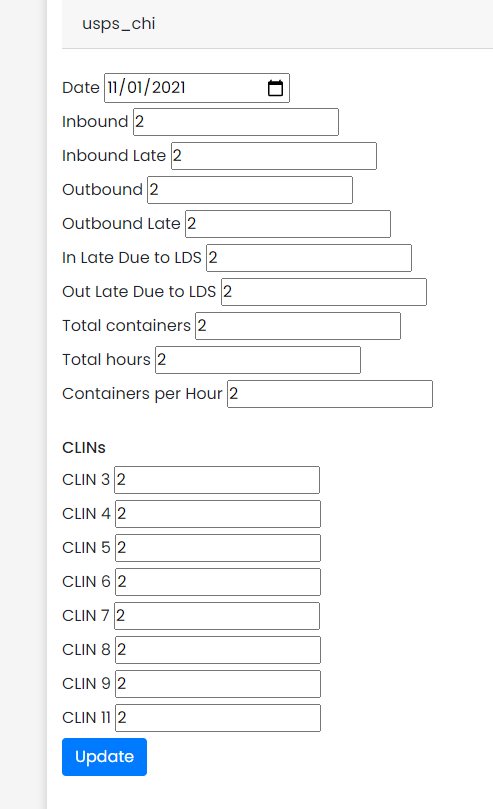 usps_chi
Date 11/01/2021
Inbound 2
Inbound Late 2
Outbound 2
Outbound Late 2
In Late Due to LDS 2
Out Late Due to LDS 2
Total containers 2
Total hours 2
Containers per Hour 2
CLINs
CLIN 3 2
CLIN 4 2
CLIN 5 2
CLIN 6 2
CLIN 7 2
CLIN 8 2
CLIN 9 2
CLIN 11 2
Update